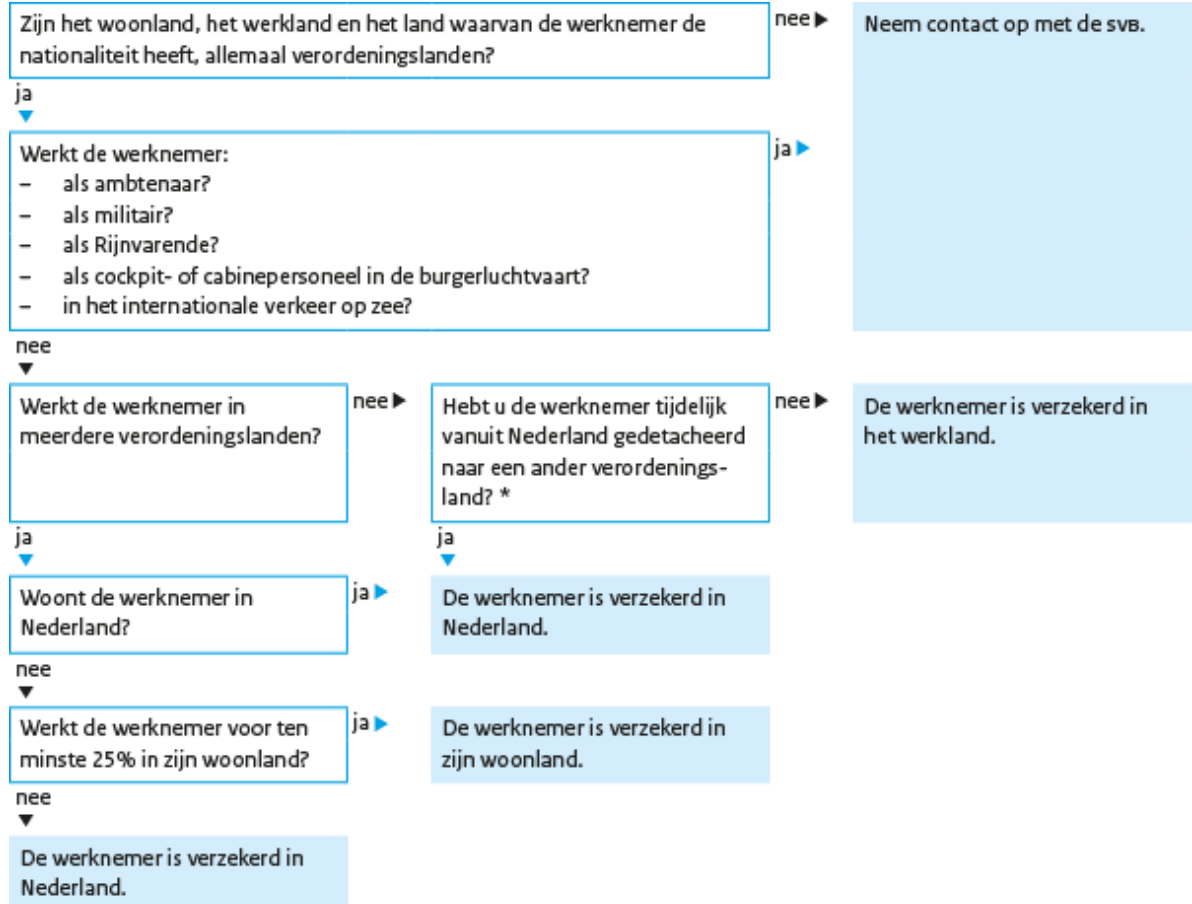 Zijn het woonland, het werkland en het land waarvan de werknemer de
nationaliteit heeft, allemaal verordeningslanden?
nee
Neem contact op met de SVB.
ja
Werkt de werknemer:
– als ambtenaar?
– als militair?
– als Rijnvarende?
– als cockpit- of cabinepersoneel in de burgerluchtvaart?
– in het internationale verkeer op zee?
ja
nee
Werkt de werknemer in
meerdere verordeningslanden?
nee
Hebt u de werknemer tijdelijk
vanuit Nederland gedetacheerd
naar een ander verordenings-
land? *
nee
De werknemer is verzekerd in
het werkland.
ja
ja
Woont de werknemer in
Nederland?
ja
De werknemer is verzekerd in
Nederland.
nee
Werkt de werknemer voor ten
minste 25% in zijn woonland?
ja
De werknemer is verzekerd in
zijn woonland.
nee
De werknemer is verzekerd in
Nederland.